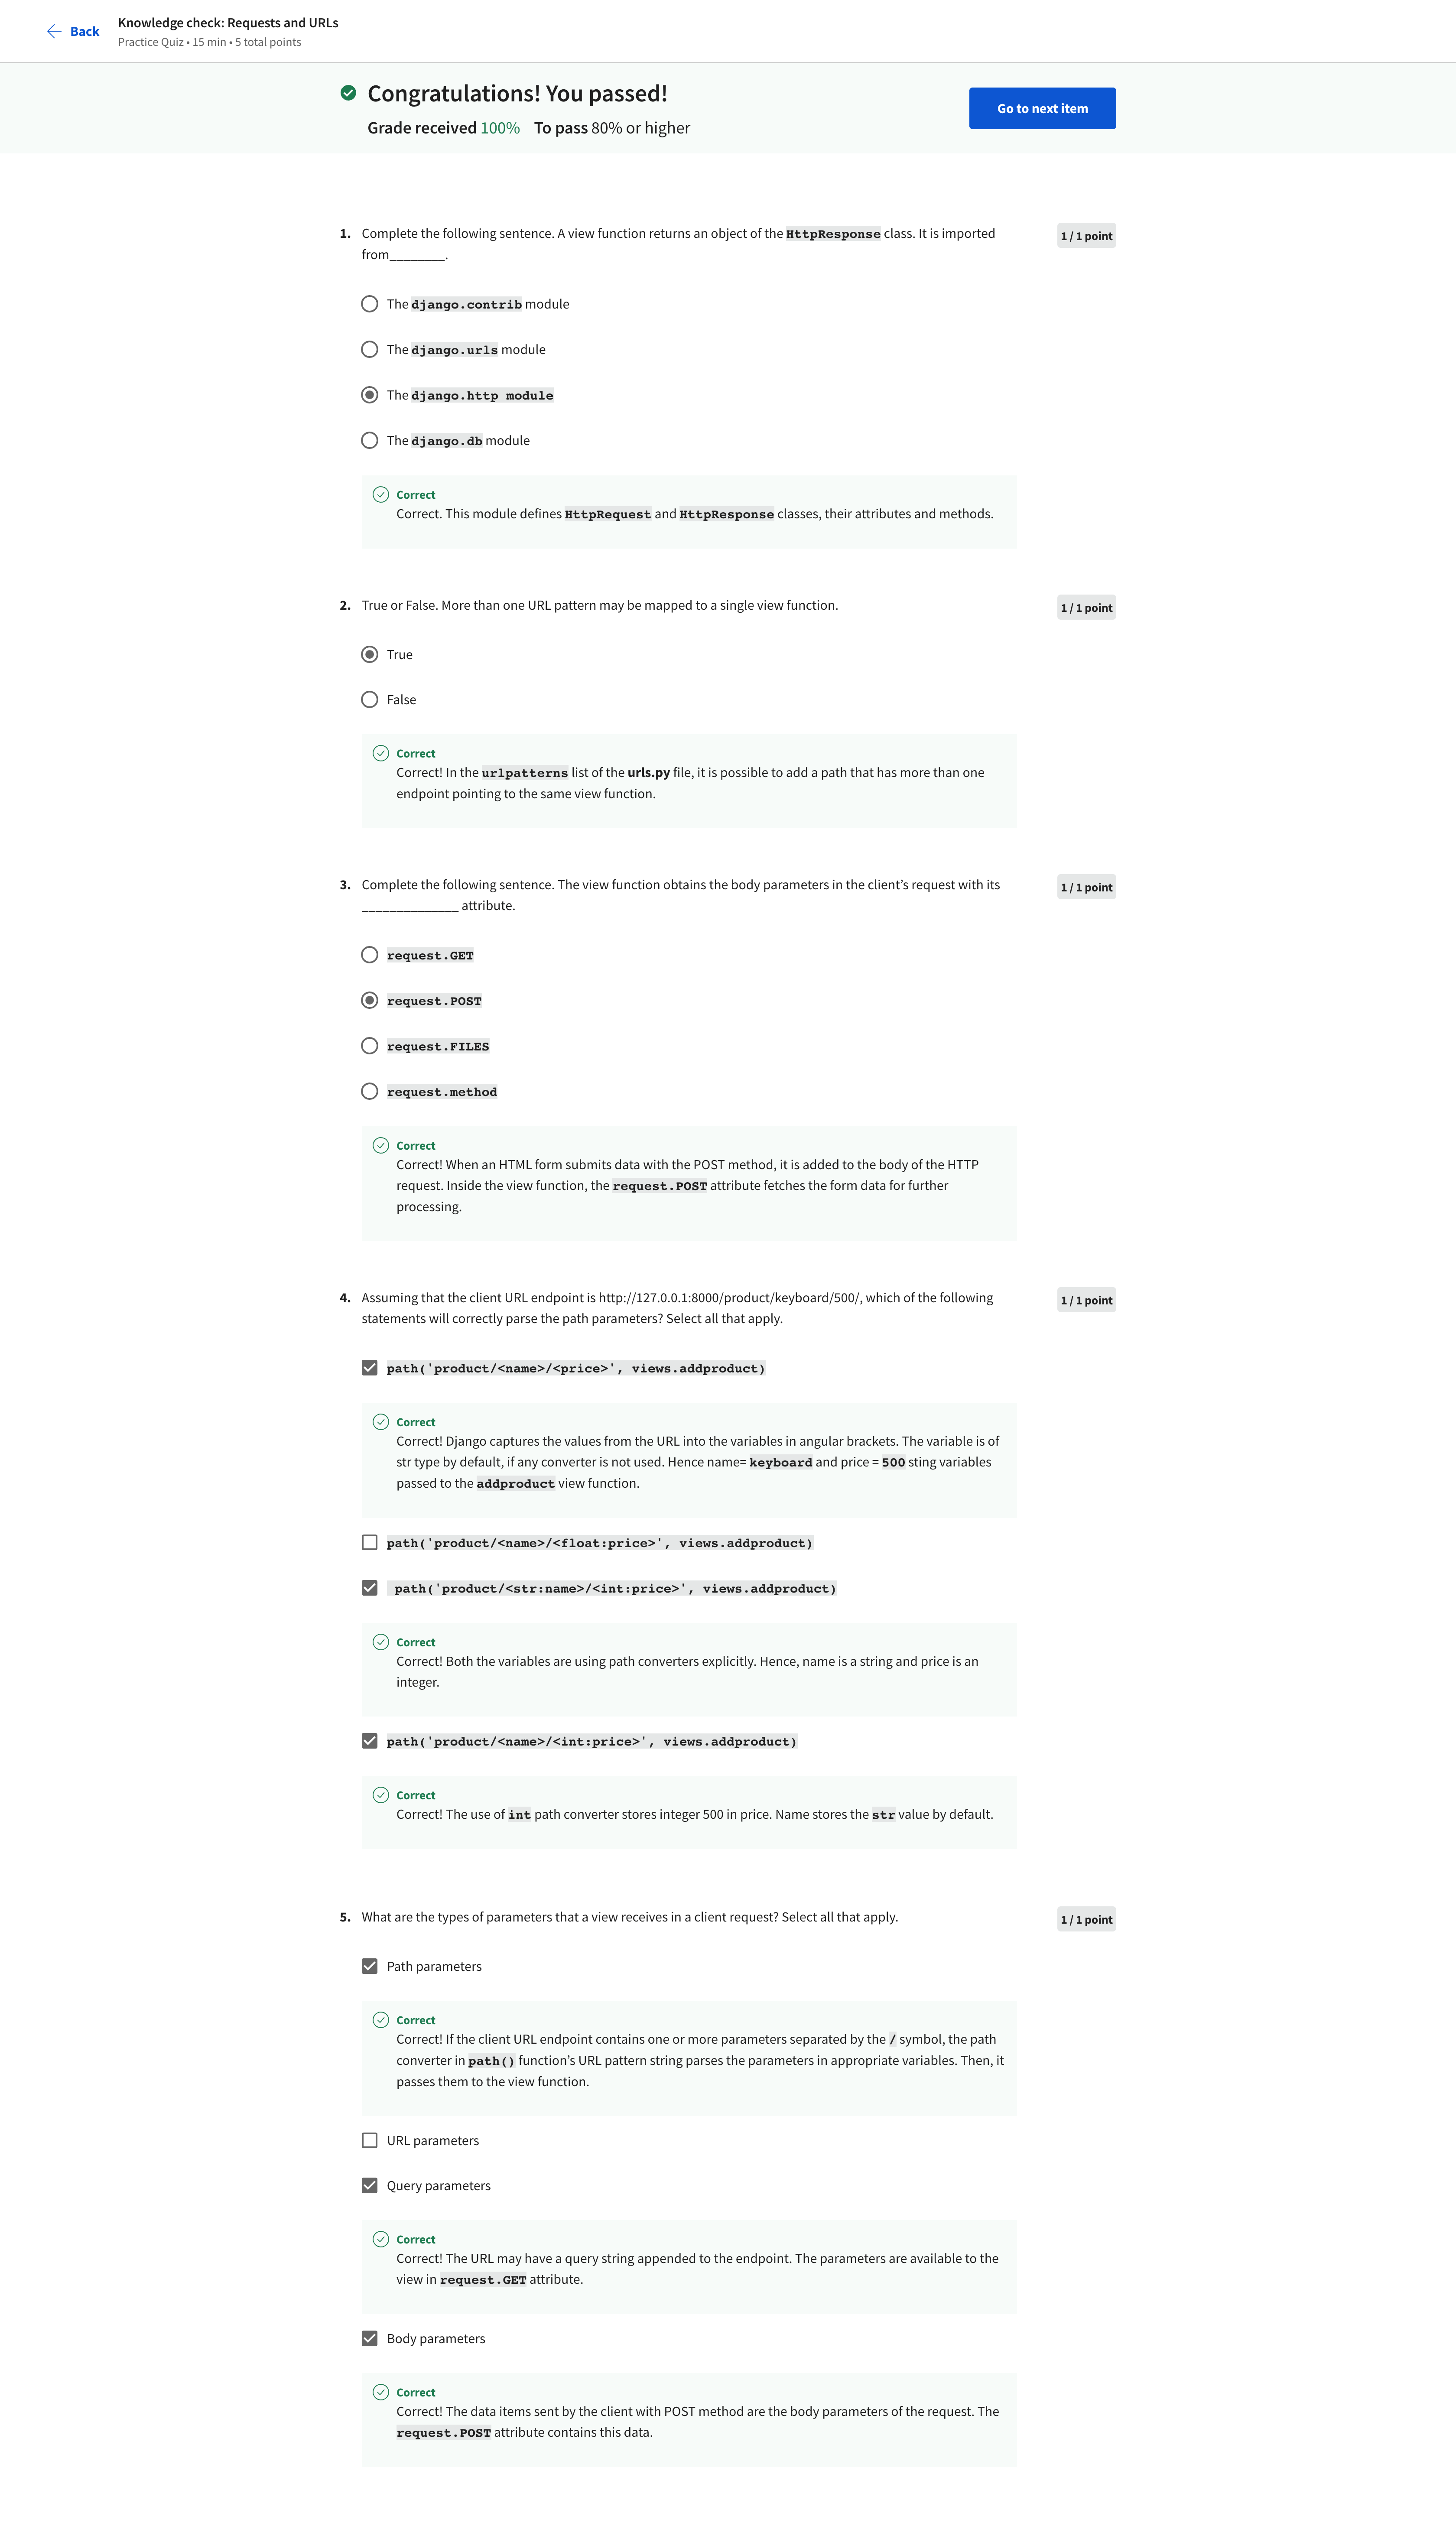 Back
Knowledge check: Requests and URLs
Practice Quiz • 15 min • 5 total points
Congratulations! You passed!
Grade received 100% To pass 80% or higher
Go to next item
1. Complete the following sentence. A view function returns an object of the HttpResponse class. It is imported
from________.
1 / 1 point
The django.contrib module
The django.urls module
The django.http module
The django.db module
Correct
Correct. This module defines HttpRequest and HttpResponse classes, their attributes and methods.
2. True or False. More than one URL pattern may be mapped to a single view function.
1 / 1 point
True
False
Correct
Correct! In the urlpatterns list of the urls.py file, it is possible to add a path that has more than one
endpoint pointing to the same view function.
3. Complete the following sentence. The view function obtains the body parameters in the client’s request with its
______________ attribute.
1 / 1 point
request.GET
request.POST
request.FILES
request.method
Correct
Correct! When an HTML form submits data with the POST method, it is added to the body of the HTTP
request. Inside the view function, the request.POST attribute fetches the form data for further
processing.
4. Assuming that the client URL endpoint is http://127.0.0.1:8000/product/keyboard/500/, which of the following
statements will correctly parse the path parameters? Select all that apply.
1 / 1 point
path('product/<name>/<price>', views.addproduct)
Correct
Correct! Django captures the values from the URL into the variables in angular brackets. The variable is of
str type by default, if any converter is not used. Hence name= keyboard and price = 500 sting variables
passed to the addproduct view function.
path('product/<name>/<float:price>', views.addproduct)
path('product/<str:name>/<int:price>', views.addproduct)
Correct
Correct! Both the variables are using path converters explicitly. Hence, name is a string and price is an
integer.
path('product/<name>/<int:price>', views.addproduct)
Correct
Correct! The use of int path converter stores integer 500 in price. Name stores the str value by default.
5. What are the types of parameters that a view receives in a client request? Select all that apply.
1 / 1 point
Path parameters
Correct
Correct! If the client URL endpoint contains one or more parameters separated by the / symbol, the path
converter in path() function’s URL pattern string parses the parameters in appropriate variables. Then, it
passes them to the view function.
URL parameters
Query parameters
Correct
Correct! The URL may have a query string appended to the endpoint. The parameters are available to the
view in request.GET attribute.
Body parameters
Correct
Correct! The data items sent by the client with POST method are the body parameters of the request. The
request.POST attribute contains this data.